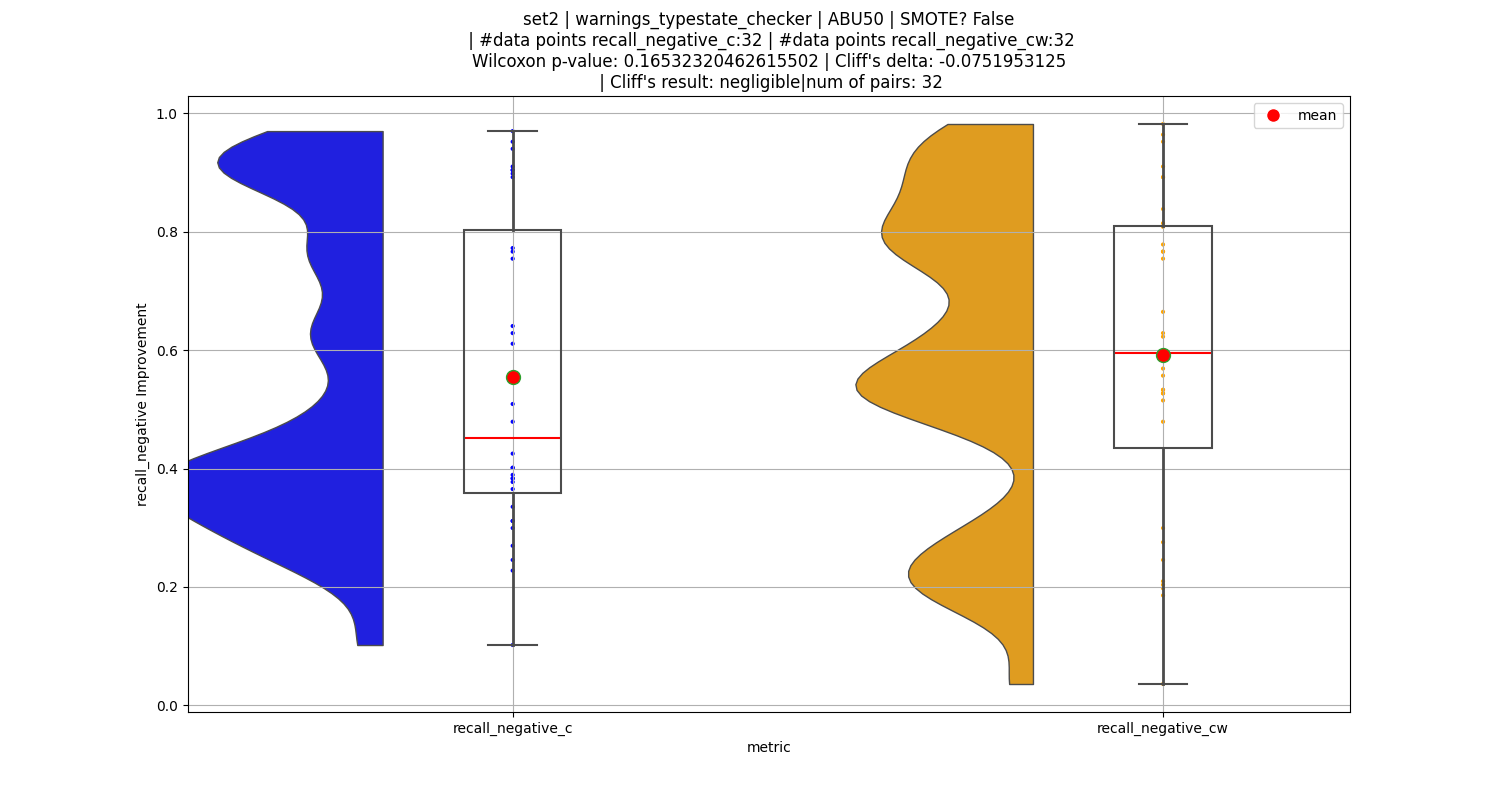 set2 | warnings_typestate_checker | ABU50 | SMOTE? False
| #data points recall_negative_c:32 | #data points recall_negative_cw:32
Wilcoxon p-value: 0.16532320462615502 | Cliff's delta: -0.0751953125
| Cliff's result: negligible|num of pairs: 32
mean
1.0
0.8
0.6
0.4
0.2
0.0
recall_negative Improvement
recall_negative_c
recall_negative_cw
metric